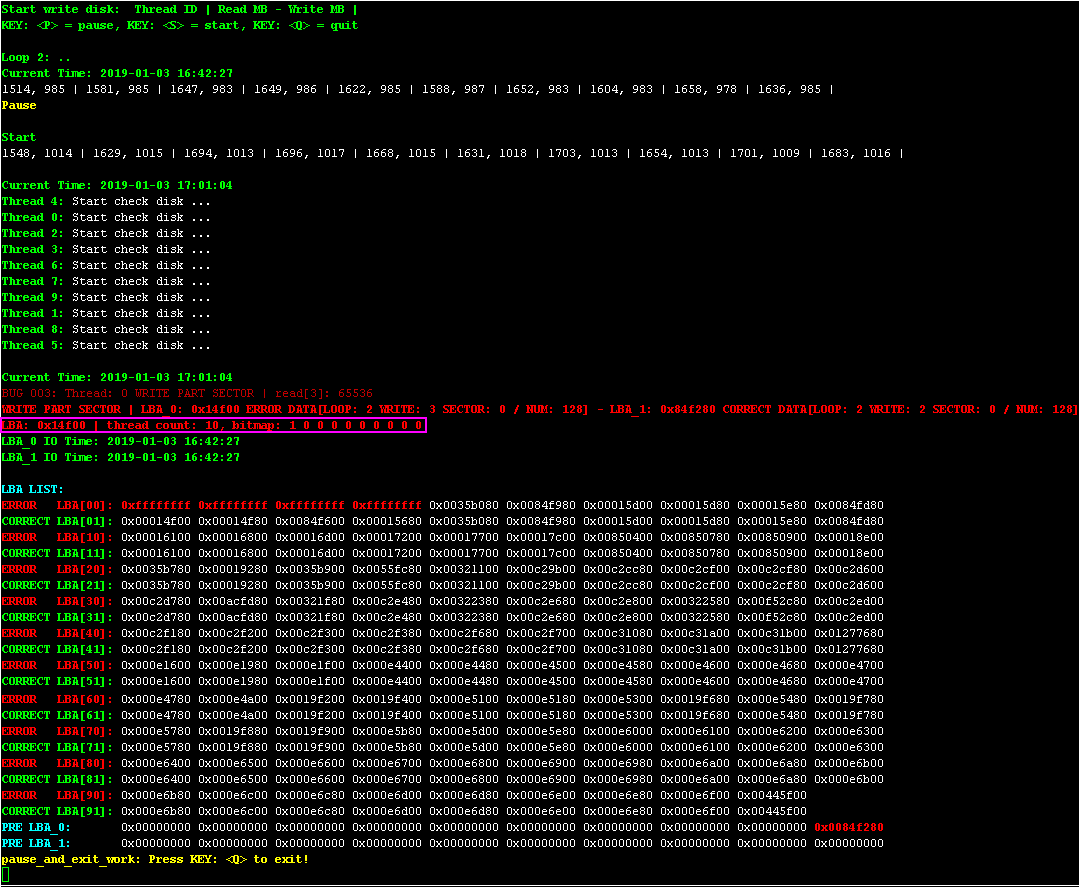 Start write disk:  Thread ID | Read MB - Write MB |
KEY: <P> = pause, KEY: <S> = start, KEY: <Q> = quit
Loop 2: ..
Current Time: 2019-01-03 16:42:27
1514, 985 | 1581, 985 | 1647, 983 | 1649, 986 | 1622, 985 | 1588, 987 | 1652, 983 | 1604, 983 | 1658, 978 | 1636, 985 |
Pause
Start
1548, 1014 | 1629, 1015 | 1694, 1013 | 1696, 1017 | 1668, 1015 | 1631, 1018 | 1703, 1013 | 1654, 1013 | 1701, 1009 | 1683, 1016 |
Current Time: 2019-01-03 17:01:04
Thread 4: Start check disk ...
Thread 0: Start check disk ...
Thread 2: Start check disk ...
Thread 3: Start check disk ...
Thread 6: Start check disk ...
Thread 7: Start check disk ...
Thread 9: Start check disk ...
Thread 1: Start check disk ...
Thread 8: Start check disk ...
Thread 5: Start check disk ...
Current Time: 2019-01-03 17:01:04
BUG 003: Thread: 0 WRITE PART SECTOR | read[3]: 65536
WRITE PART SECTOR | LBA_0: 0x14f00 ERROR DATA[LOOP: 2 WRITE: 3 SECTOR: 0 / NUM: 128] - LBA_1: 0x84f280 CORRECT DATA[LOOP: 2 WRITE: 2 SECTOR: 0 / NUM: 128]
LBA: 0x14f00 | thread count: 10, bitmap: 1 0 0 0 0 0 0 0 0 0
LBA_0 IO Time: 2019-01-03 16:42:27
LBA_1 IO Time: 2019-01-03 16:42:27
LBA LIST:
ERROR   LBA[00]: 0xffffffff 0xffffffff 0xffffffff 0xffffffff 0x0035b080 0x0084f980 0x00015d00 0x00015d80 0x00015e80 0x0084fd80
CORRECT LBA[01]: 0x00014f00 0x00014f80 0x0084f600 0x00015680 0x0035b080 0x0084f980 0x00015d00 0x00015d80 0x00015e80 0x0084fd80
ERROR   LBA[10]: 0x00016100 0x00016800 0x00016d00 0x00017200 0x00017700 0x00017c00 0x00850400 0x00850780 0x00850900 0x00018e00
CORRECT LBA[11]: 0x00016100 0x00016800 0x00016d00 0x00017200 0x00017700 0x00017c00 0x00850400 0x00850780 0x00850900 0x00018e00
ERROR   LBA[20]: 0x0035b780 0x00019280 0x0035b900 0x0055fc80 0x00321100 0x00c29b00 0x00c2cc80 0x00c2cf00 0x00c2cf80 0x00c2d600
CORRECT LBA[21]: 0x0035b780 0x00019280 0x0035b900 0x0055fc80 0x00321100 0x00c29b00 0x00c2cc80 0x00c2cf00 0x00c2cf80 0x00c2d600
ERROR   LBA[30]: 0x00c2d780 0x00acfd80 0x00321f80 0x00c2e480 0x00322380 0x00c2e680 0x00c2e800 0x00322580 0x00f52c80 0x00c2ed00
CORRECT LBA[31]: 0x00c2d780 0x00acfd80 0x00321f80 0x00c2e480 0x00322380 0x00c2e680 0x00c2e800 0x00322580 0x00f52c80 0x00c2ed00
ERROR   LBA[40]: 0x00c2f180 0x00c2f200 0x00c2f300 0x00c2f380 0x00c2f680 0x00c2f700 0x00c31080 0x00c31a00 0x00c31b00 0x01277680
CORRECT LBA[41]: 0x00c2f180 0x00c2f200 0x00c2f300 0x00c2f380 0x00c2f680 0x00c2f700 0x00c31080 0x00c31a00 0x00c31b00 0x01277680
ERROR   LBA[50]: 0x000e1600 0x000e1980 0x000e1f00 0x000e4400 0x000e4480 0x000e4500 0x000e4580 0x000e4600 0x000e4680 0x000e4700
CORRECT LBA[51]: 0x000e1600 0x000e1980 0x000e1f00 0x000e4400 0x000e4480 0x000e4500 0x000e4580 0x000e4600 0x000e4680 0x000e4700
ERROR   LBA[60]: 0x000e4780 0x000e4a00 0x0019f200 0x0019f400 0x000e5100 0x000e5180 0x000e5300 0x0019f680 0x000e5480 0x0019f780
CORRECT LBA[61]: 0x000e4780 0x000e4a00 0x0019f200 0x0019f400 0x000e5100 0x000e5180 0x000e5300 0x0019f680 0x000e5480 0x0019f780
ERROR   LBA[70]: 0x000e5780 0x0019f880 0x0019f900 0x000e5b80 0x000e5d00 0x000e5e80 0x000e6000 0x000e6100 0x000e6200 0x000e6300
CORRECT LBA[71]: 0x000e5780 0x0019f880 0x0019f900 0x000e5b80 0x000e5d00 0x000e5e80 0x000e6000 0x000e6100 0x000e6200 0x000e6300
ERROR   LBA[80]: 0x000e6400 0x000e6500 0x000e6600 0x000e6700 0x000e6800 0x000e6900 0x000e6980 0x000e6a00 0x000e6a80 0x000e6b00
CORRECT LBA[81]: 0x000e6400 0x000e6500 0x000e6600 0x000e6700 0x000e6800 0x000e6900 0x000e6980 0x000e6a00 0x000e6a80 0x000e6b00
ERROR   LBA[90]: 0x000e6b80 0x000e6c00 0x000e6c80 0x000e6d00 0x000e6d80 0x000e6e00 0x000e6e80 0x000e6f00 0x00445f00
CORRECT LBA[91]: 0x000e6b80 0x000e6c00 0x000e6c80 0x000e6d00 0x000e6d80 0x000e6e00 0x000e6e80 0x000e6f00 0x00445f00
PRE LBA_0:       0x00000000 0x00000000 0x00000000 0x00000000 0x00000000 0x00000000 0x00000000 0x00000000 0x00000000 0x0084f280
PRE LBA_1:       0x00000000 0x00000000 0x00000000 0x00000000 0x00000000 0x00000000 0x00000000 0x00000000 0x00000000 0x00000000
pause_and_exit_work: Press KEY: <Q> to exit!